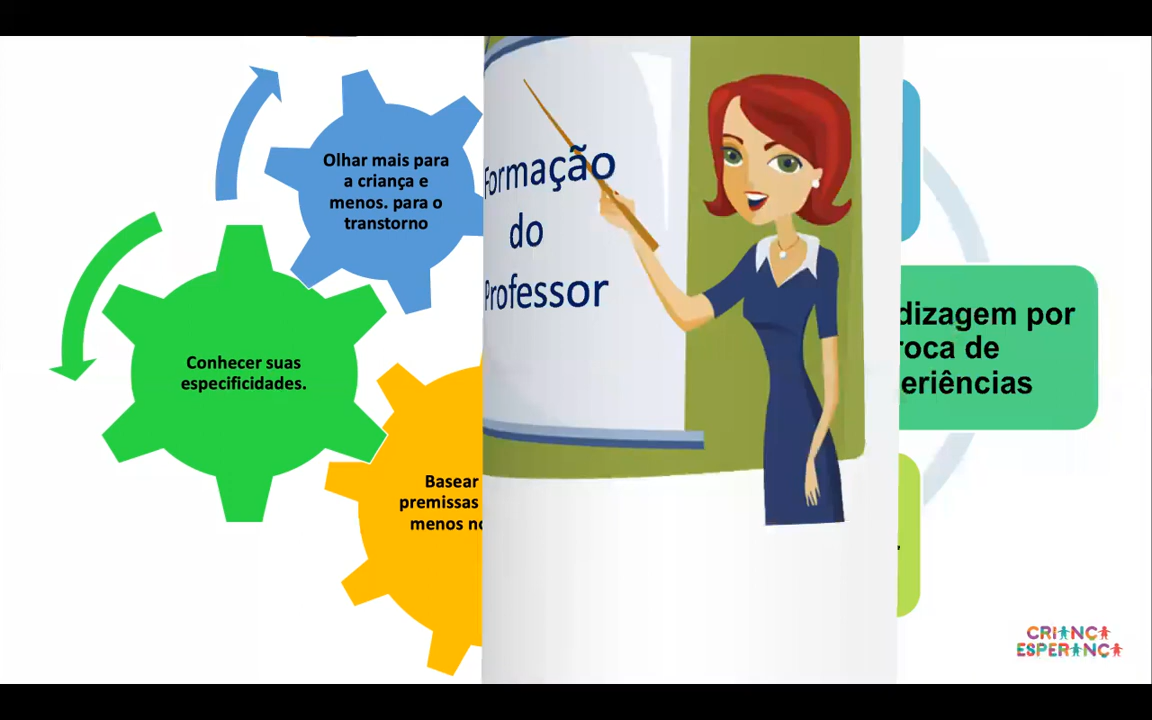 Olhar mais para
a criança e
menos. para o
transtorno
Conhecer suas
especificidades.
Basear
premissas
menos
Formação
do
Professor
dizagem por
roca de
eriências
CRIANÇA
ESPERANÇA